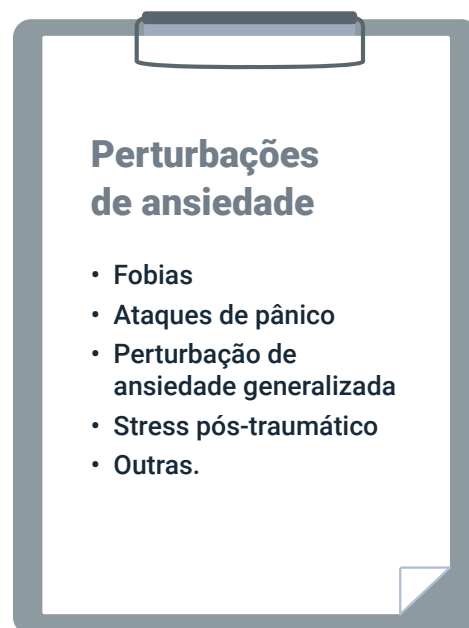 Perturbações
de ansiedade
• Fobias
• Ataques de pânico
• Perturbação de
ansiedade generalizada
• Stress pós-traumático
• Outras.